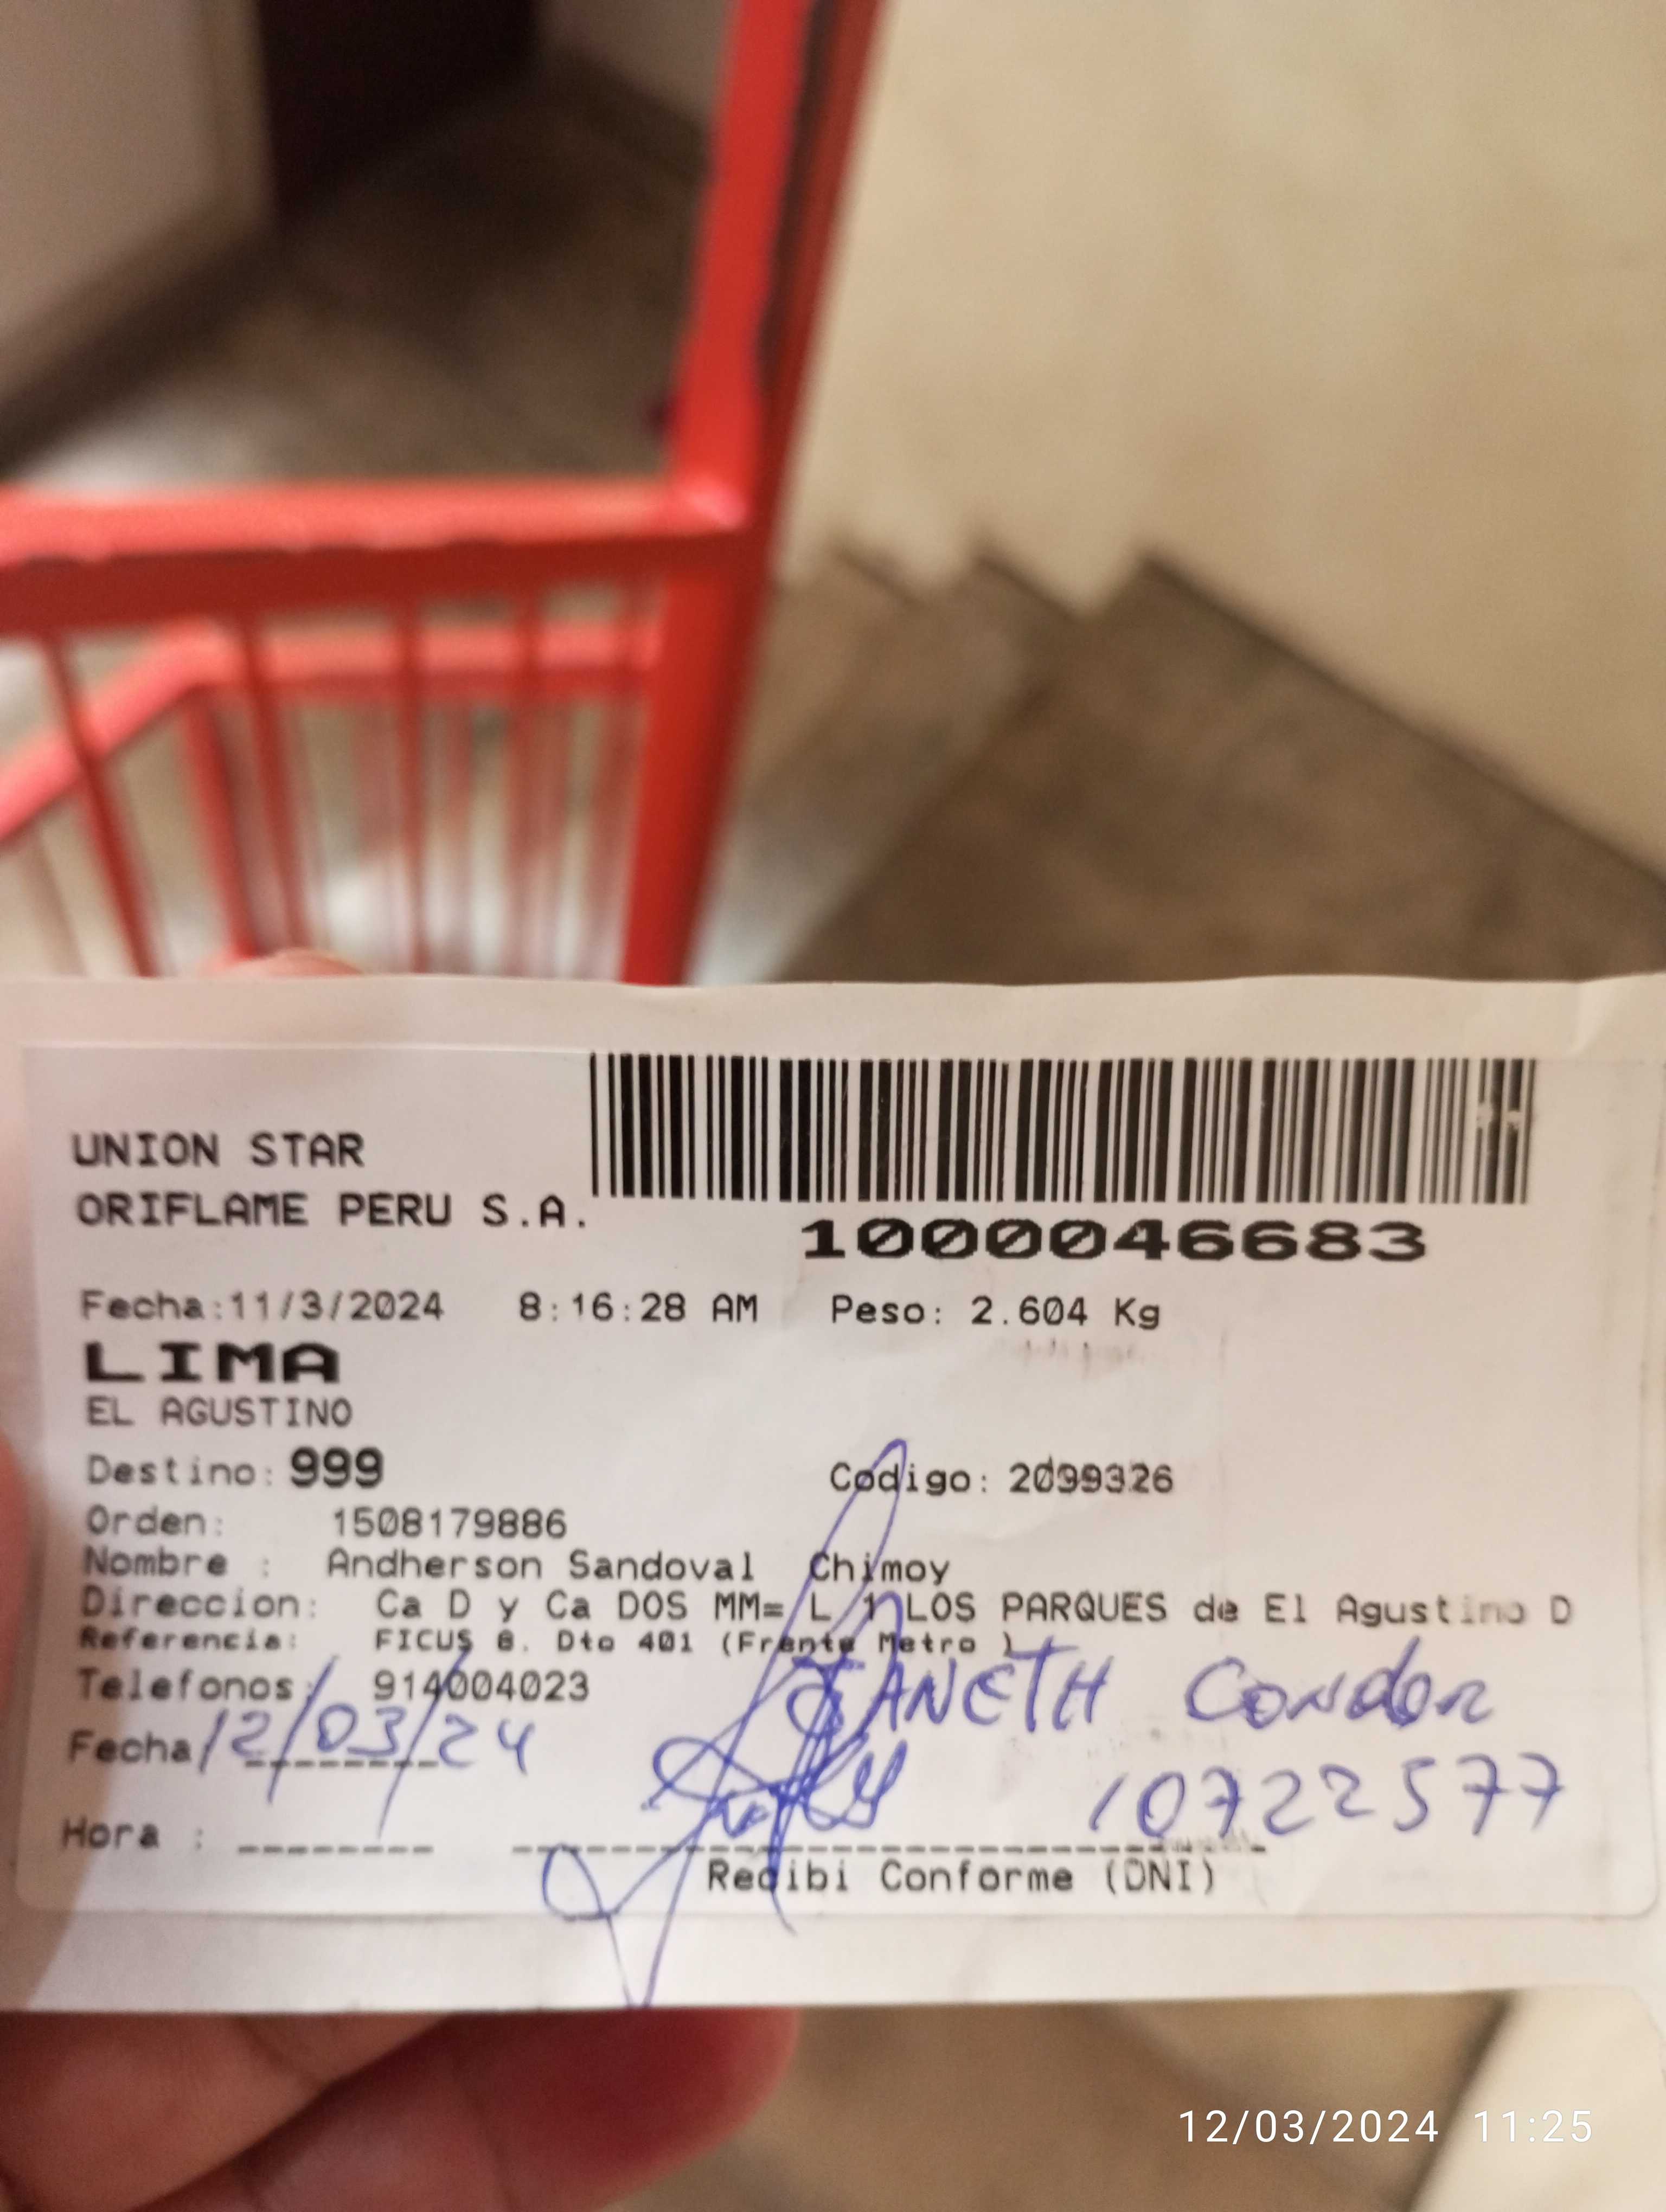 UNION STAR
ORIFLAME PERU S.A.
1000046683
Fecha:11/3/2024 8:16:28 AM Peso: 2.604 Kg
LIMA
EL AGUSTINO
Destino: 999 Codigo: 2099326
Orden: 1508179886
Nombre : Andherson Sandoval Chimoy
Direccion: Ca D y Ca DOS MM= L 1 LOS PARQUES de El Agustino D
Referencia: FICUS 8. Dto 401 (Frente Metro )
Telefonos: 914004023
JANETH Condor
Fecha 12/03/24
10722577
Hora :
Recibi Conforme (DNI)
12/03/2024 11:25